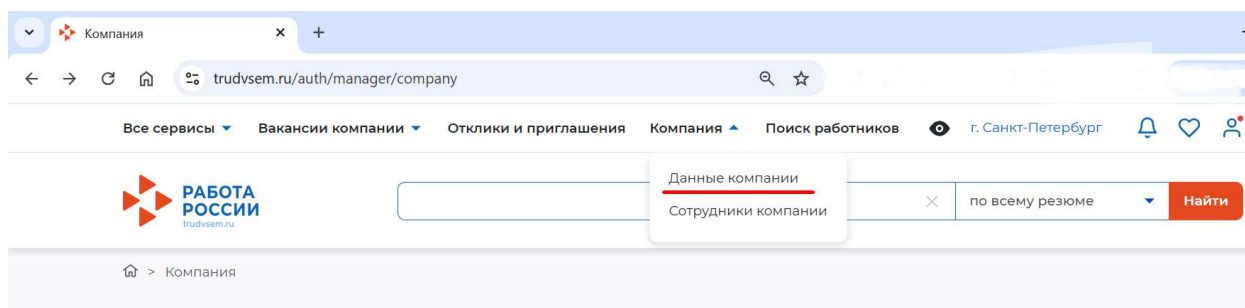 Компания
trudvsem.ru/auth/manager/company
Все сервисы Вакансии компании Отклики и приглашения Компания Поиск работников г. Санкт-Петербург
Данные компании
Сотрудники компании
РАБОТА
РОССИИ
trudvsem.ru
по всему резюме Найти
> Компания